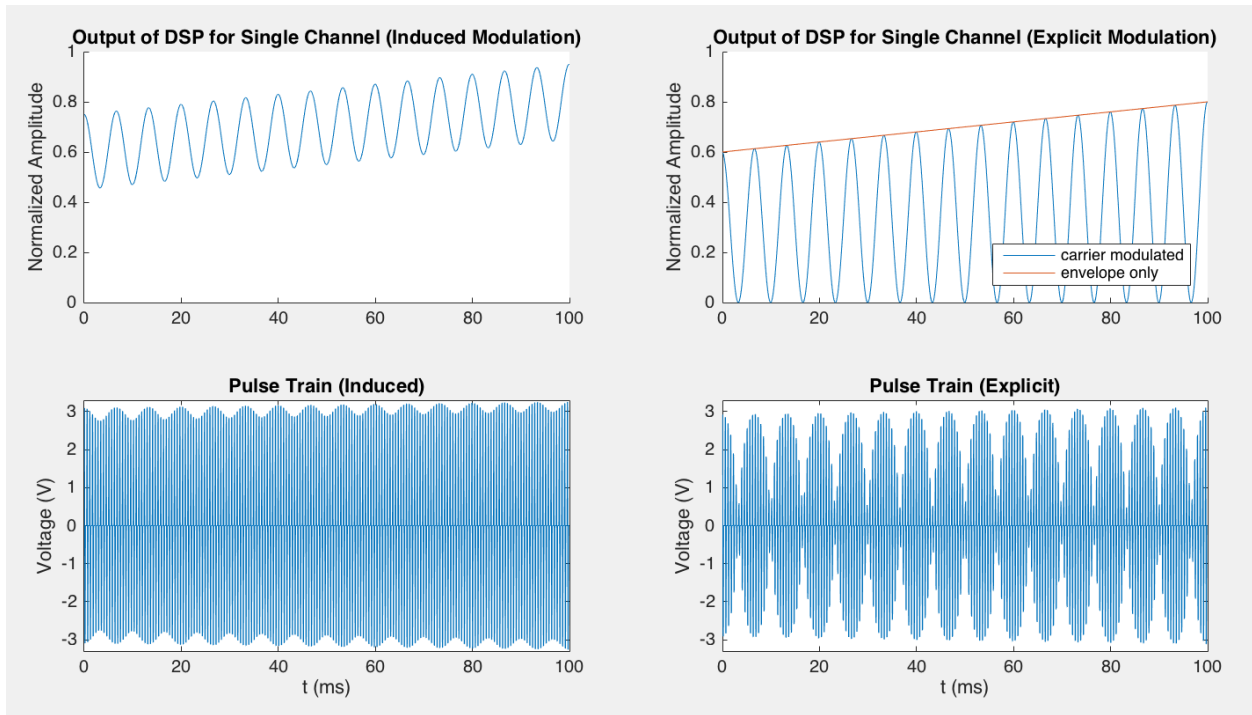 Output of DSP for Single Channel (Induced Modulation)
1
0.8
0.6
0.4
0.2
0
Normalized Amplitude
0 20 40 60 80 100
Output of DSP for Single Channel (Explicit Modulation)
1
0.8
0.6
0.4
0.2
0
Normalized Amplitude
carrier modulated
envelope only
0 20 40 60 80 100
Pulse Train (Induced)
3
2
1
0
-1
-2
-3
Voltage (V)
0 20 40 60 80 100
t (ms)
Pulse Train (Explicit)
3
2
1
0
-1
-2
-3
Voltage (V)
0 20 40 60 80 100
t (ms)